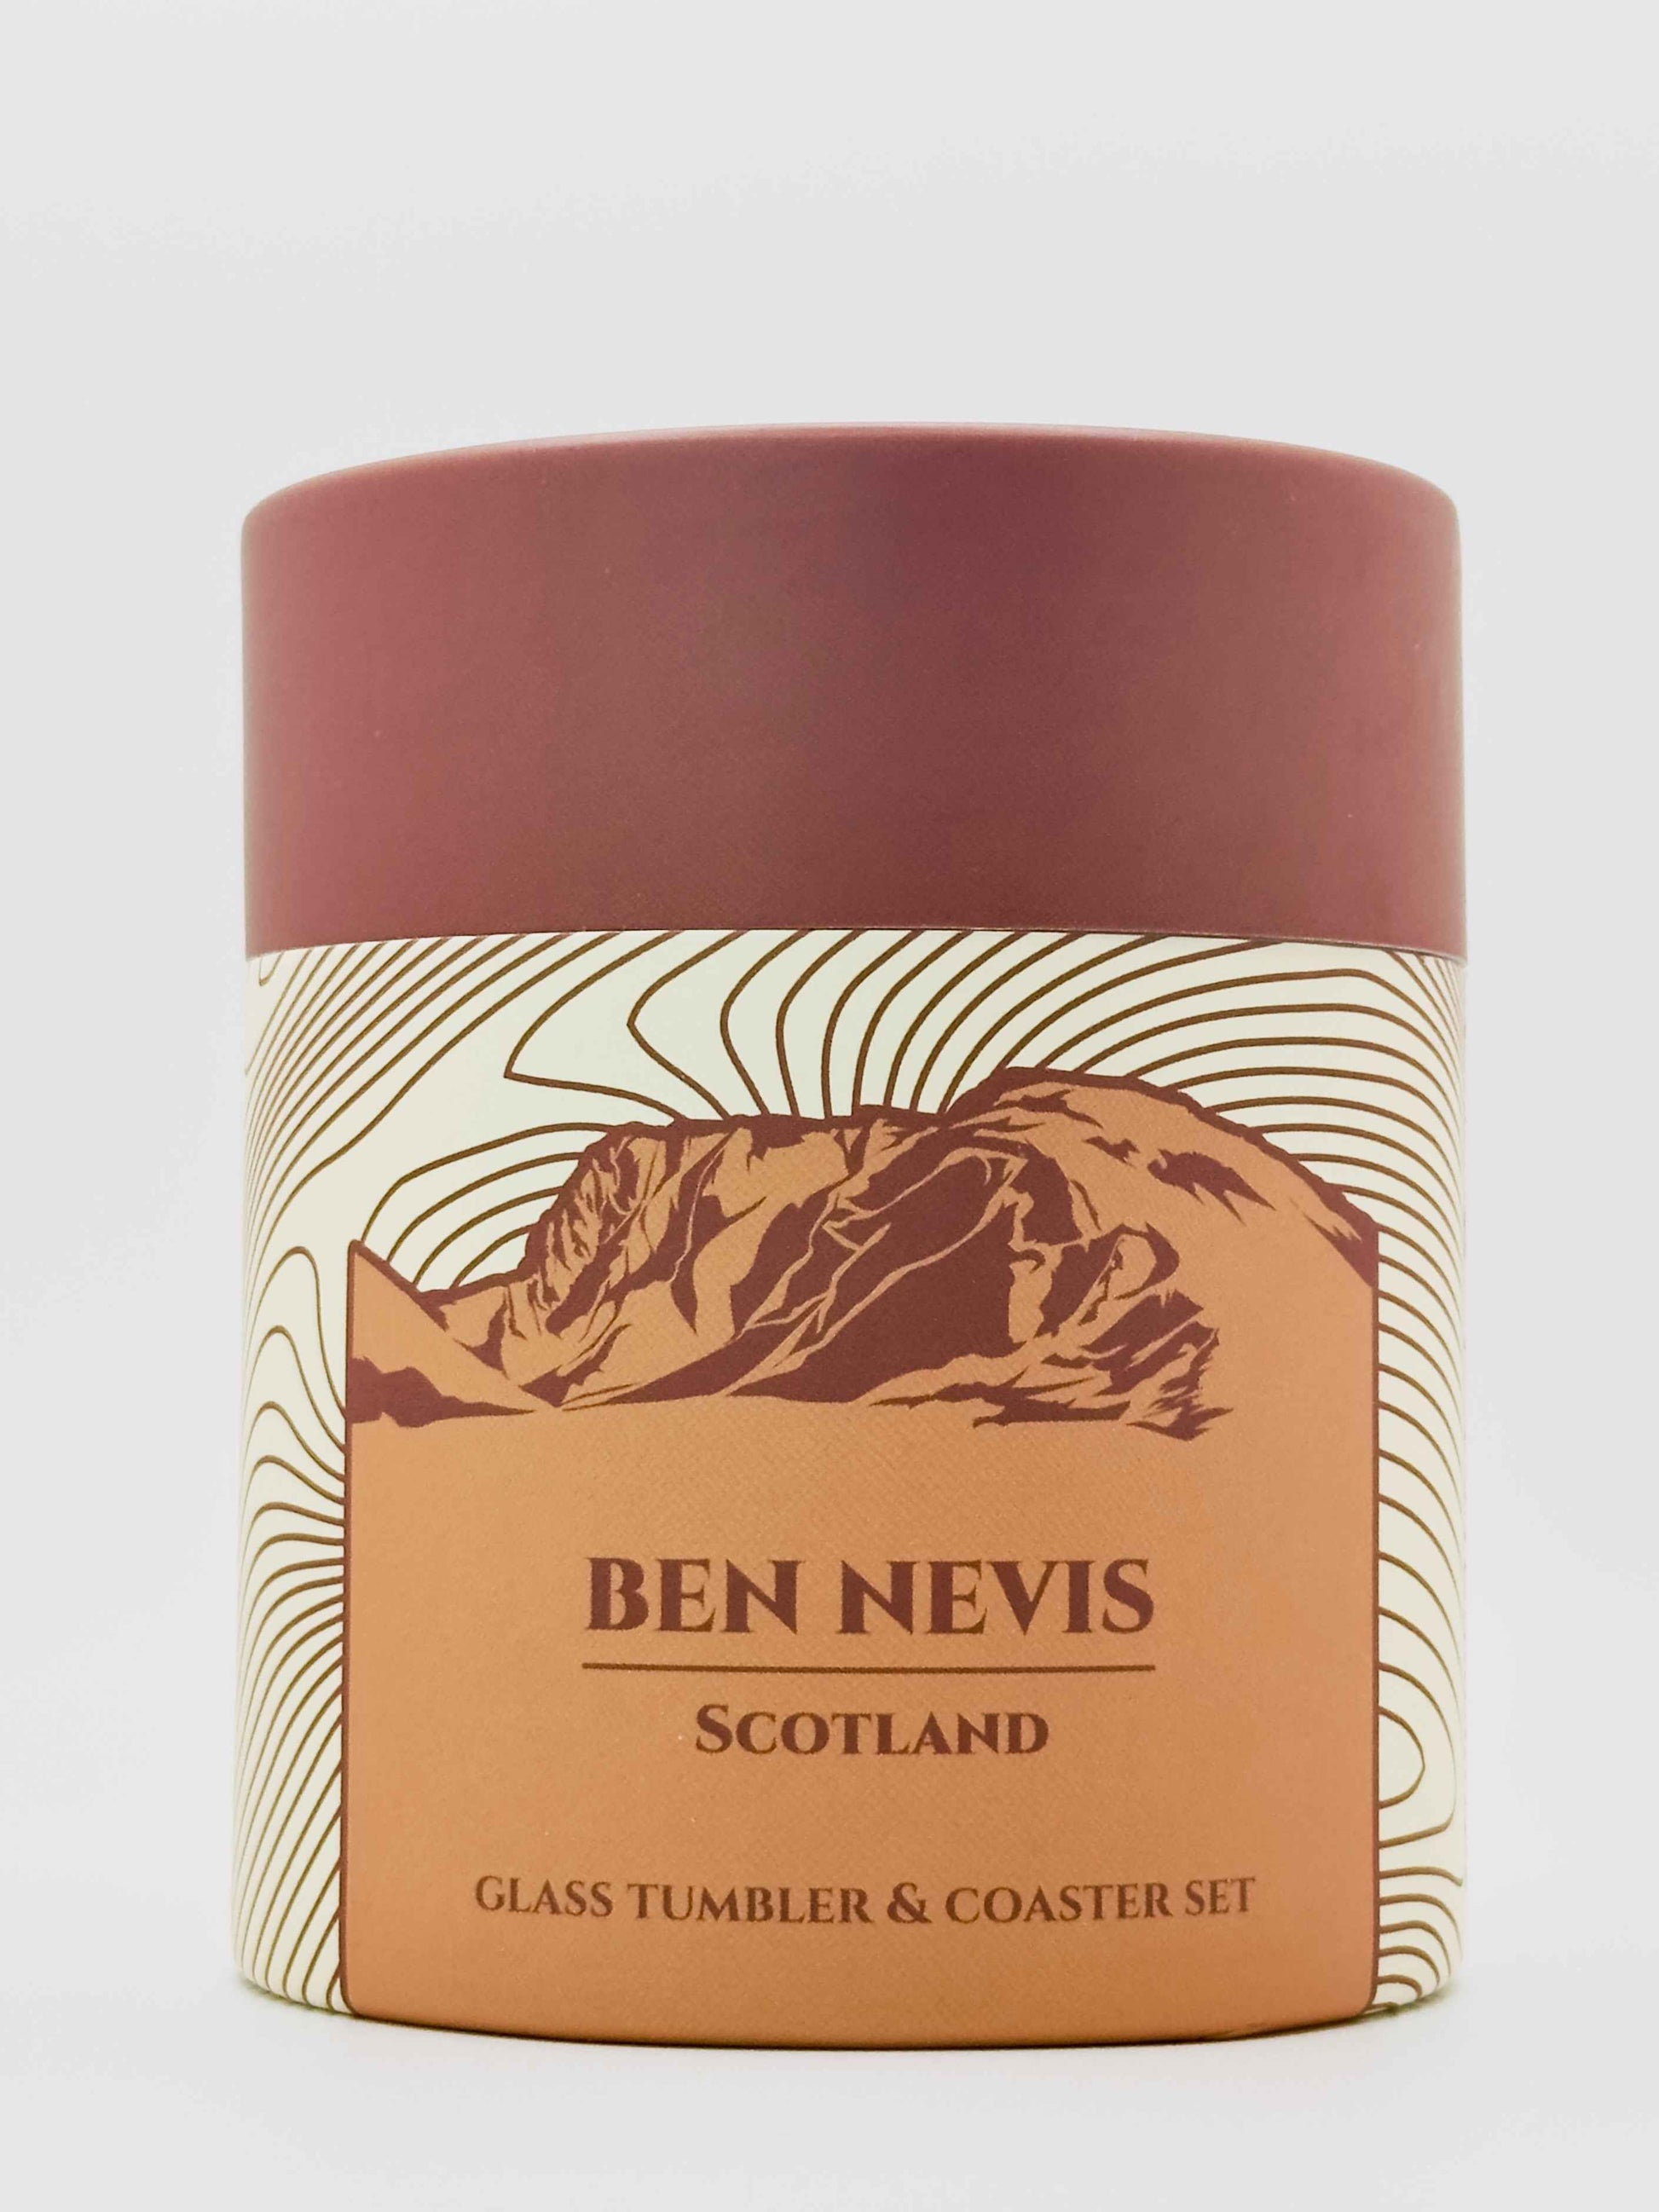 BEN NEVIS
SCOTLAND
GLASS TUMBLER & COASTER SET